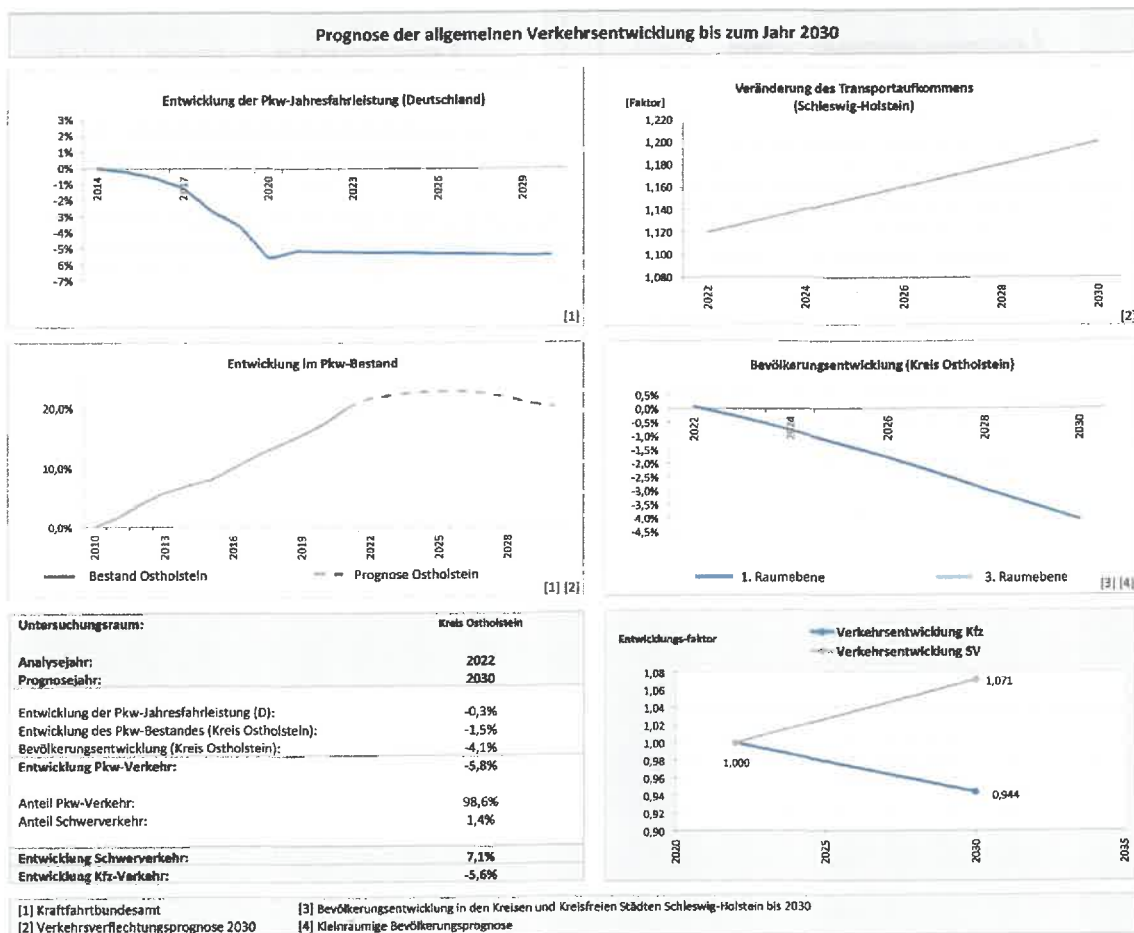 Prognose der allgemeinen Verkehrsentwicklung bis zum Jahr 2030
Entwicklung der Pkw-Jahresfahrleistung (Deutschland)
3%
2%
1%
0%
-1%
-2%
-3%
4%
-5%
6%
-7%
2014
2017
2020
2023
2026
2029
[1]
Veränderung des Transportaufkommens
(Schleswig-Holstein)
[Faktor]
1,220
1,200
1,180
1,160
1,140
1,120
1,100
1,080
2022
2024
2026
2028
2030
[2]
Entwicklung im Pkw-Bestand
20,0%
10,0%
0,0%
2010
2013
2016
2019
2022
2025
2028
Bestand Ostholstein
Prognose Ostholstein
[1] [2]
Bevölkerungsentwicklung (Kreis Ostholstein)
0,5%
0,0%
-0,5%
-1,0%
-1,5%
-2,0%
-2,5%
-3,0%
-3,5%
4,0%
-4,5%
2022
2024
2026
2028
2030
1. Raumebene
3. Raumebene
[3] [4]
Untersuchungsraum: Kreis Ostholstein
Analysejahr: 2022
Prognosejahr: 2030
Entwicklung der Pkw-Jahresfahrleistung (D): -0,3%
Entwicklung des Pkw-Bestandes (Kreis Ostholstein): -1,5%
Bevölkerungsentwicklung (Kreis Ostholstein): -4,1%
Entwicklung Pkw-Verkehr: -5,8%
Anteil Pkw-Verkehr: 98,6%
Anteil Schwerverkehr: 1,4%
Entwicklung Schwerverkehr: 7,1%
Entwicklung Kfz-Verkehr: -5,6%
Entwicklungs-faktor
Verkehrsentwicklung Kfz
Verkehrsentwicklung SV
1,08
1,06
1,04
1,02
1,00
0,98
0,96
0,94
0,92
0,90
1,071
1,000
0,944
2020
2025
2030
2035
[1] Kraftfahrtbundesamt
[2] Verkehrsverflechtungsprognose 2030
[3] Bevölkerungsentwicklung in den Kreisen und Kreisfreien Städten Schleswig-Holstein bis 2030
[4] Kleinräumige Bevölkerungsprognose